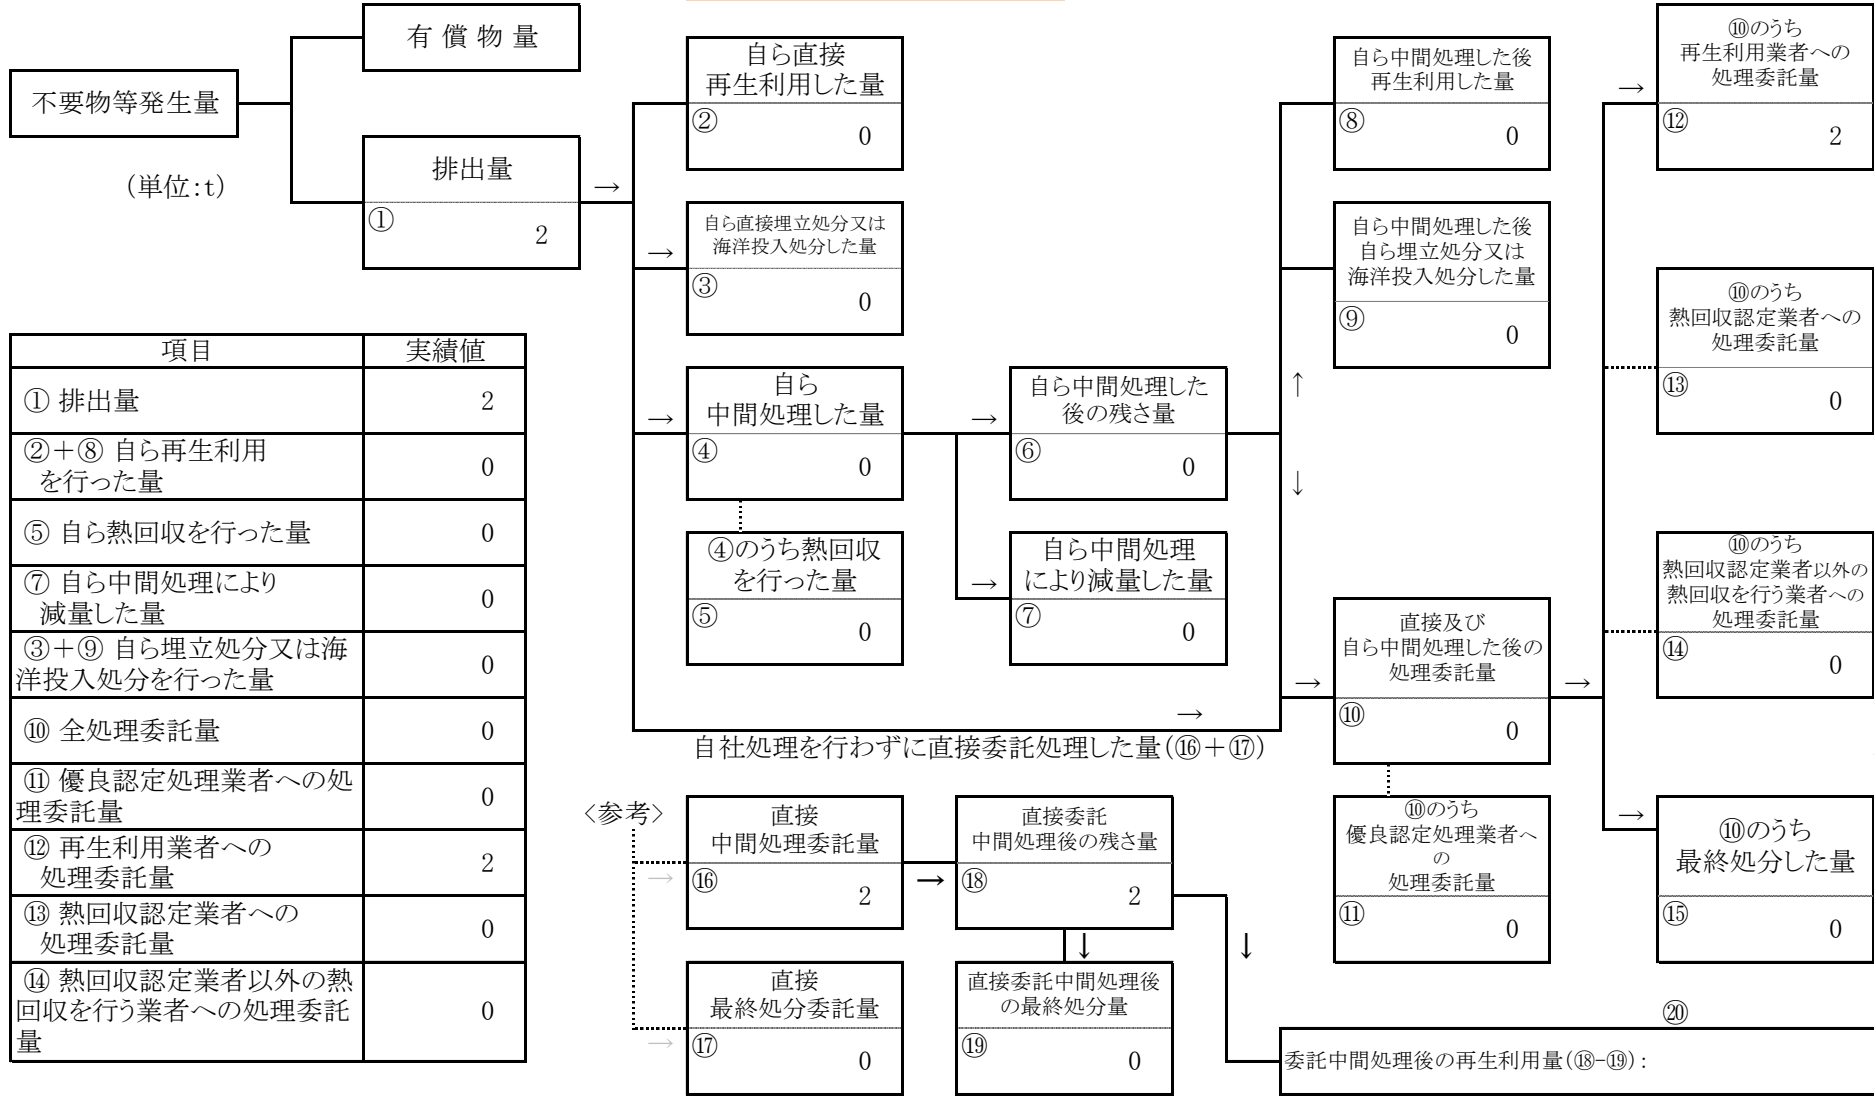 有 償 物 量
不要物等発生量
(単位:t)
排出量
①
2
→
自ら直接
再生利用した量
②
0
→
自ら直接埋立処分又は
海洋投入処分した量
③
0
→
自ら
中間処理した量
④
0
④のうち熱回収
を行った量
⑤
0
→
自ら中間処理した
後の残さ量
⑥
0
→
自ら中間処理
により減量した量
⑦
0
自ら中間処理した後
再生利用した量
⑧
0
自ら中間処理した後
自ら埋立処分又は
海洋投入処分した量
⑨
0
↑
↓
→
自社処理を行わずに直接委託処理した量(⑯+⑰)
→
直接及び
自ら中間処理した後の
処理委託量
⑩
0
⑩のうち
優良認定処理業者へ
の
処理委託量
⑪
0
→
→
⑩のうち
再生利用業者への
処理委託量
⑫
2
⑩のうち
熱回収認定業者への
処理委託量
⑬
0
⑩のうち
熱回収認定業者以外の
熱回収を行う業者への
処理委託量
⑭
0
→
⑩のうち
最終処分した量
⑮
0
項目 実績値
① 排出量 2
②+⑧ 自ら再生利用
を行った量 0
⑤ 自ら熱回収を行った量 0
⑦ 自ら中間処理により
減量した量 0
③+⑨ 自ら埋立処分又は海
洋投入処分を行った量 0
⑩ 全処理委託量 0
⑪ 優良認定処理業者への処
理委託量 0
⑫ 再生利用業者への
処理委託量 2
⑬ 熱回収認定業者への
処理委託量 0
⑭ 熱回収認定業者以外の熱
回収を行う業者への処理委託
量 0
<参考>
→
直接
中間処理委託量
⑯
2
→
直接委託
中間処理後の残さ量
⑱
2
↓
↓
→
直接
最終処分委託量
⑰
0
直接委託中間処理後
の最終処分量
⑲
0
⑳
委託中間処理後の再生利用量(⑱-⑲):